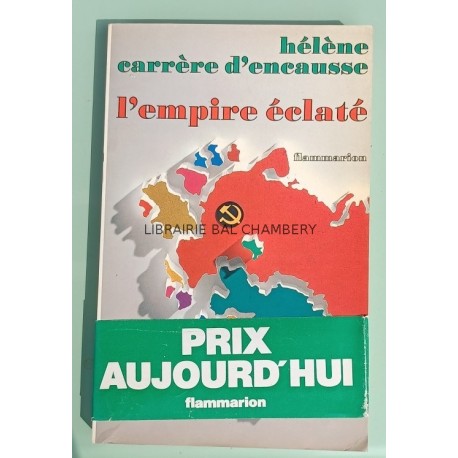 hélène
carrère d'encausse
l'empire éclaté
flammarion
LIBRAIRIE BAL CHAMBERY
PRIX
AUJOURD'HUI
flammarion